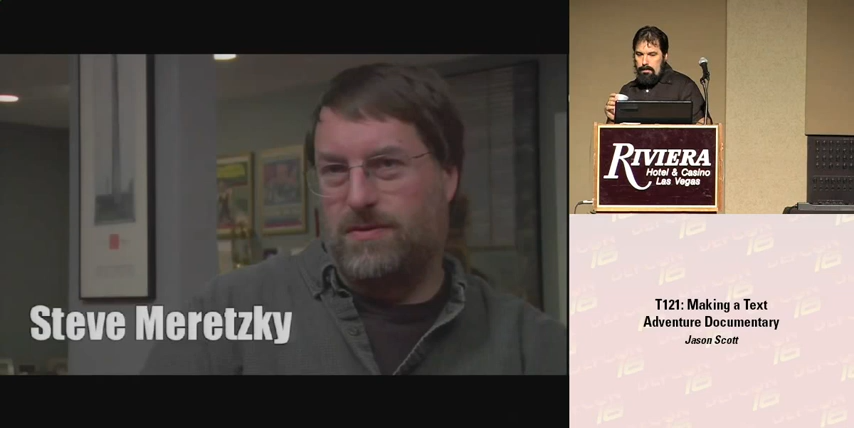 Steve Meretzky
RIVIERA
Hotel & Casino
Las Vegas
T121: Making a Text
Adventure Documentary
Jason Scott